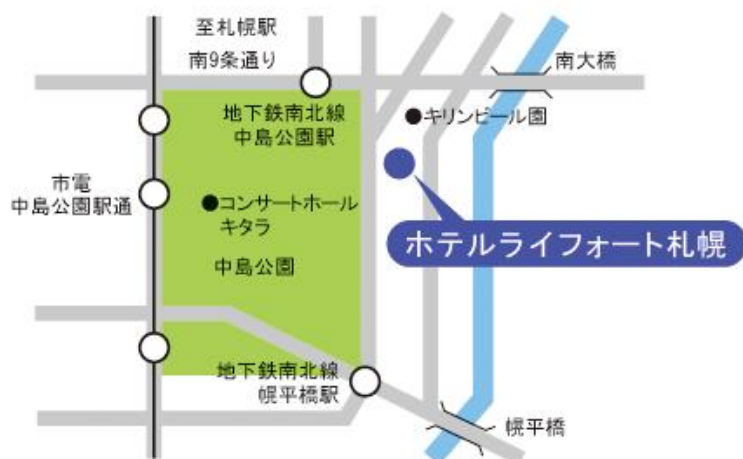 至札幌駅
南9条通り
南大橋
地下鉄南北線
中島公園駅
●キリンビール園
市電
中島公園駅通
●コンサートホール
キタラ
ホテルライフォート札幌
中島公園
地下鉄南北線
幌平橋駅
幌平橋